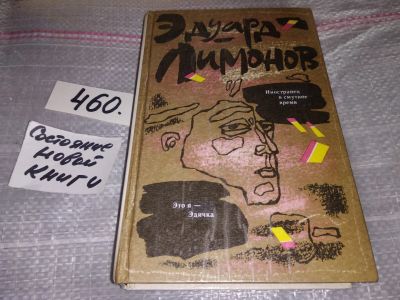 Эдуард
Лимонов
Иностранец
в смутное
время
Это я —
Эдичка
460.
Состояние
новой
книги